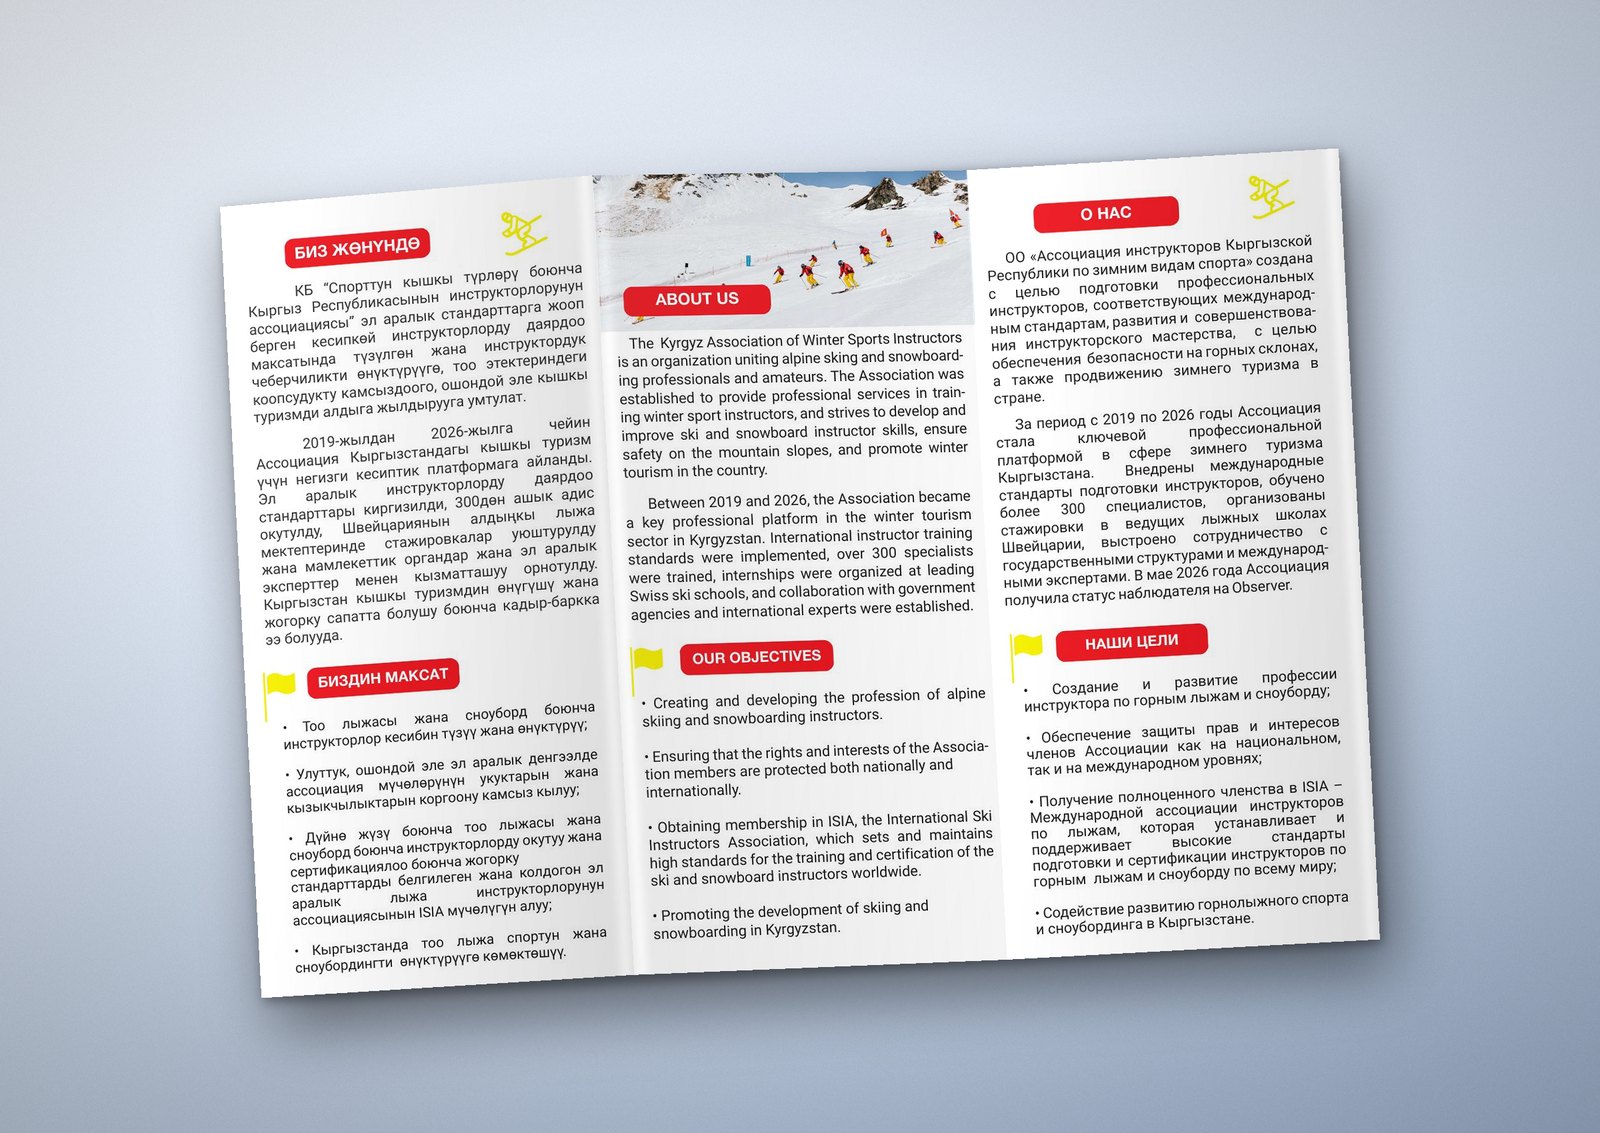 БИЗ ЖӨНҮНДӨ
КБ “Спорттун кышкы түрлөрү боюнча
Кыргыз Республикасынын инструкторлорунун
ассоциациясы” эл аралык стандарттарга жооп
берген кесипкөй инструкторлорду даярдоо
максатында түзүлгөн жана инструктордук
чеберчиликти өнүктүрүүгө, тоо этектериндеги
коопсудукту камсыздоого, ошондой эле кышкы
туризмди алдыга жылдырууга умтулат.
2019-жылдан 2026-жылга чейин
Ассоциация Кыргызстандагы кышкы туризм
үчүн негизги кесиптик платформага айланды.
Эл аралык инструкторлорду даярдоо
стандарттары киргизилди, 300дөн ашык адис
окутулду, Швейцариянын алдыңкы лыжа
мектептеринде стажировкалар уюштурулду
жана мамлекеттик органдар жана эл аралык
эксперттер менен кызматташуу орнотулду.
Кыргызстан кышкы туризмдин өнүгүшү жана
жогорку сапатта болушу боюнча кадыр-баркка
ээ болууда.
БИЗДИН МАКСАТ
• Тоо лыжасы жана сноуборд боюнча
инструкторлор кесибин түзүү жана өнүктүрүү;
• Улуттук, ошондой эле эл аралык денгээлде
ассоциация мүчөлөрүнүн укуктарын жана
кызыкчылыктарын коргоону камсыз кылуу;
• Дүйнө жүзү боюнча тоо лыжасы жана
сноуборд боюнча инструкторлорду окутуу жана
сертификациялоо боюнча жогорку
стандарттарды белгилеген жана колдогон эл
аралык лыжа инструкторлорунун
ассоциациясынын ISIA мүчөлүгүн алуу;
• Кыргызстанда тоо лыжа спортун жана
сноубордингти өнүктүрүүгө көмөктөшүү.
ABOUT US
The Kyrgyz Association of Winter Sports Instructors
is an organization uniting alpine sking and snowboard-
ing professionals and amateurs. The Association was
established to provide professional services in train-
ing winter sport instructors, and strives to develop and
improve ski and snowboard instructor skills, ensure
safety on the mountain slopes, and promote winter
tourism in the country.
Between 2019 and 2026, the Association became
a key professional platform in the winter tourism
sector in Kyrgyzstan. International instructor training
standards were implemented, over 300 specialists
were trained, internships were organized at leading
Swiss ski schools, and collaboration with government
agencies and international experts were established.
OUR OBJECTIVES
• Creating and developing the profession of alpine
skiing and snowboarding instructors.
• Ensuring that the rights and interests of the Associa-
tion members are protected both nationally and
internationally.
• Obtaining membership in ISIA, the International Ski
Instructors Association, which sets and maintains
high standards for the training and certification of the
ski and snowboard instructors worldwide.
• Promoting the development of skiing and
snowboarding in Kyrgyzstan.
О НАС
ОО «Ассоциация инструкторов Кыргызской
Республики по зимним видам спорта» создана
с целью подготовки профессиональных
инструкторов, соответствующих международ-
ным стандартам, развития и совершенствова-
ния инструкторского мастерства, с целью
обеспечения безопасности на горных склонах,
а также продвижению зимнего туризма в
стране.
За период с 2019 по 2026 годы Ассоциация
стала ключевой профессиональной
платформой в сфере зимнего туризма
Кыргызстана. Внедрены международные
стандарты подготовки инструкторов, обучено
более 300 специалистов, организованы
стажировки в ведущих лыжных школах
Швейцарии, выстроено сотрудничество с
государственными структурами и международ-
ными экспертами. В мае 2026 года Ассоциация
получила статус наблюдателя на Observer.
НАШИ ЦЕЛИ
• Создание и развитие профессии
инструктора по горным лыжам и сноуборду;
• Обеспечение защиты прав и интересов
членов Ассоциации как на национальном,
так и на международном уровнях;
• Получение полноценного членства в ISIA –
Международной ассоциации инструкторов
по лыжам, которая устанавливает и
поддерживает высокие стандарты
подготовки и сертификации инструкторов по
горным лыжам и сноуборду по всему миру;
• Содействие развитию горнолыжного спорта
и сноубординга в Кыргызстане.